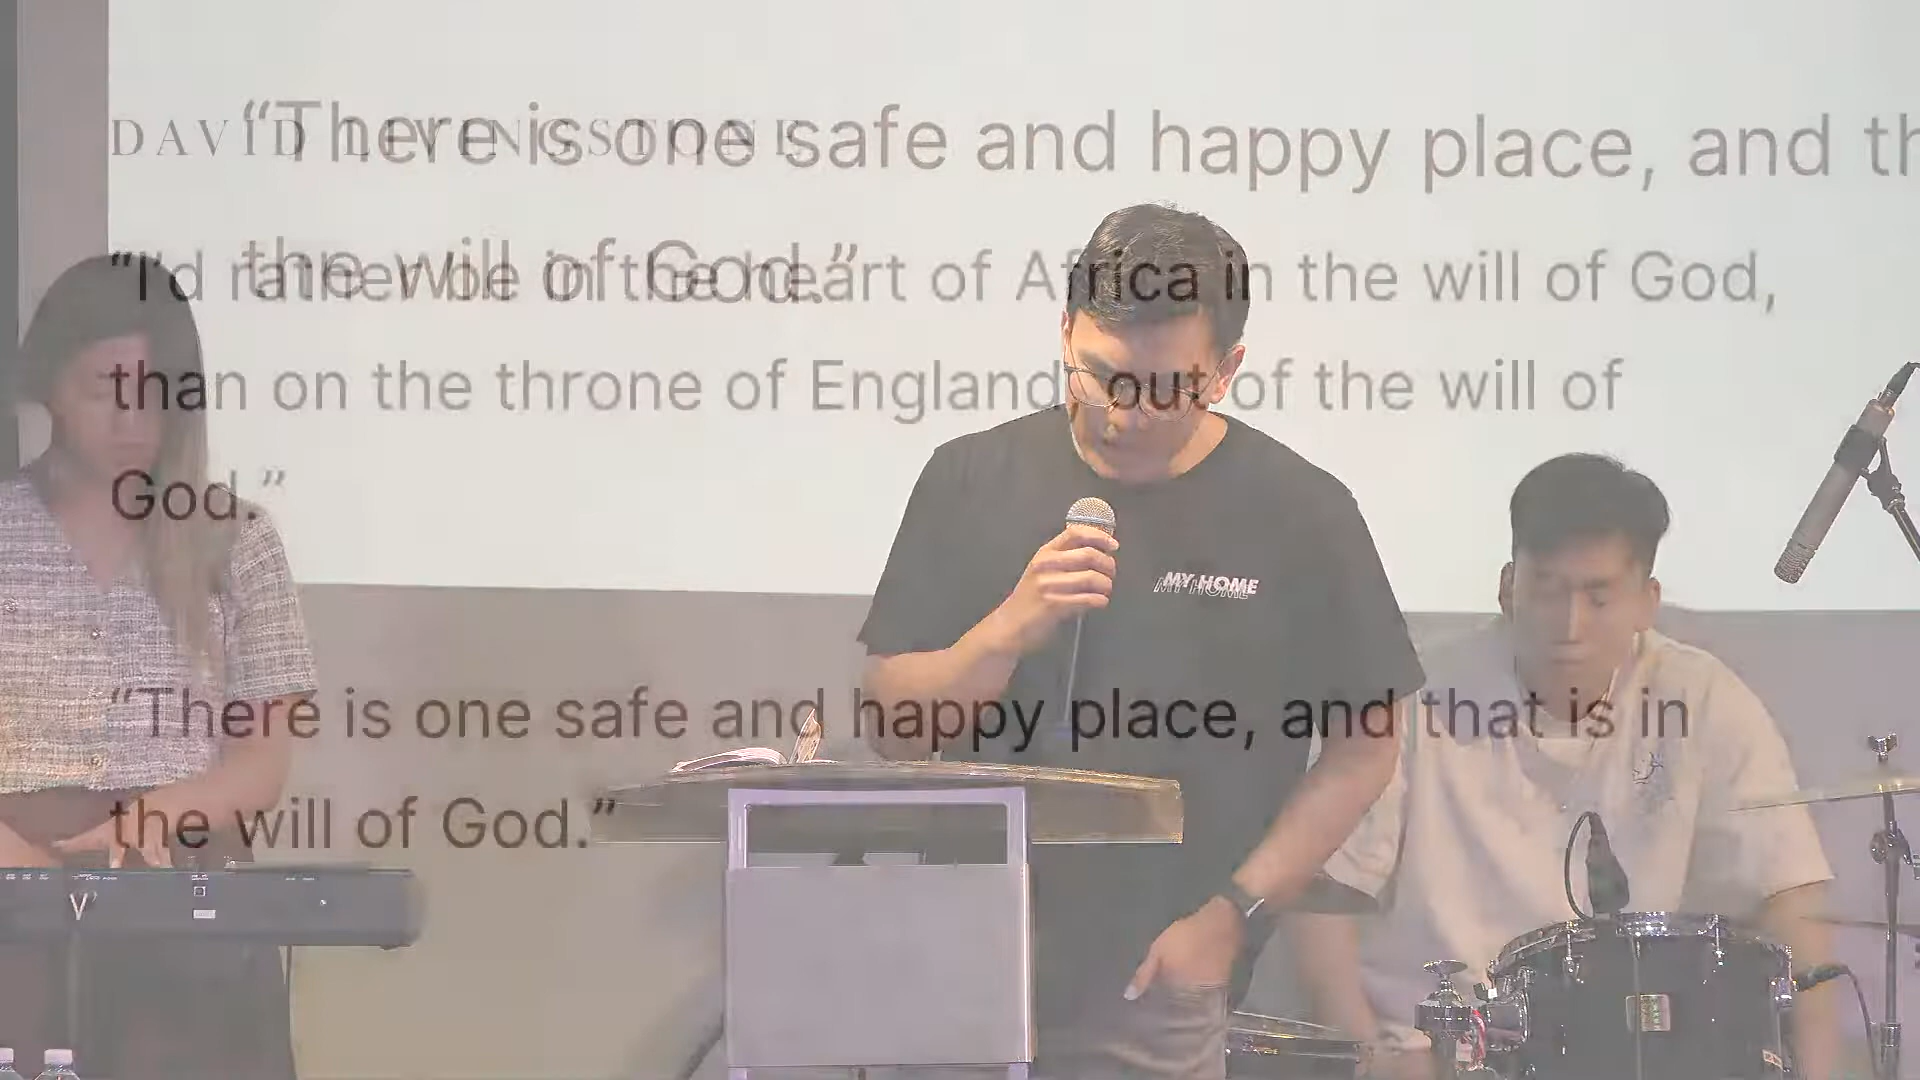 DAVID LIVINGSTONE
"There is one safe and happy place, and th
the will of God."
"I'd rather be in the heart of Africa in the will of God,
than on the throne of England, out of the will of
God."
MY HOME
"There is one safe and happy place, and that is in
the will of God."